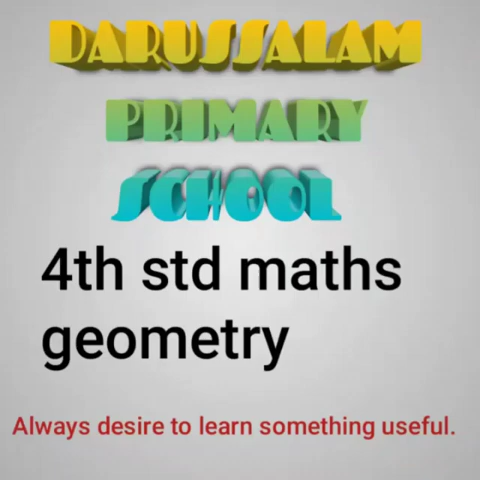 DARUSSALAM
PRIMARY
SCHOOL
4th std maths
geometry
Always desire to learn something useful.